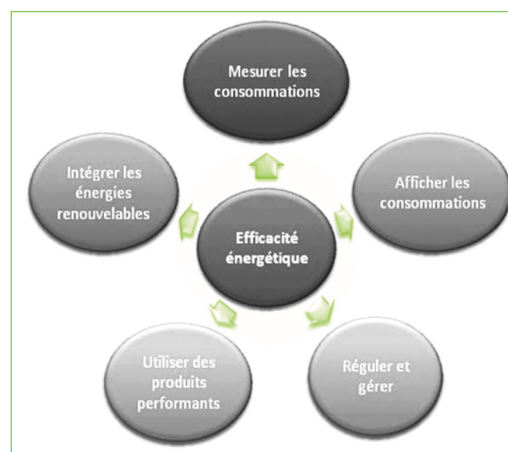 Mesurer les
consommations
Intégrer les
énergies
renouvelables
Afficher les
consommations
Efficacité
énergétique
Utiliser des
produits
performants
Réguler et
gérer